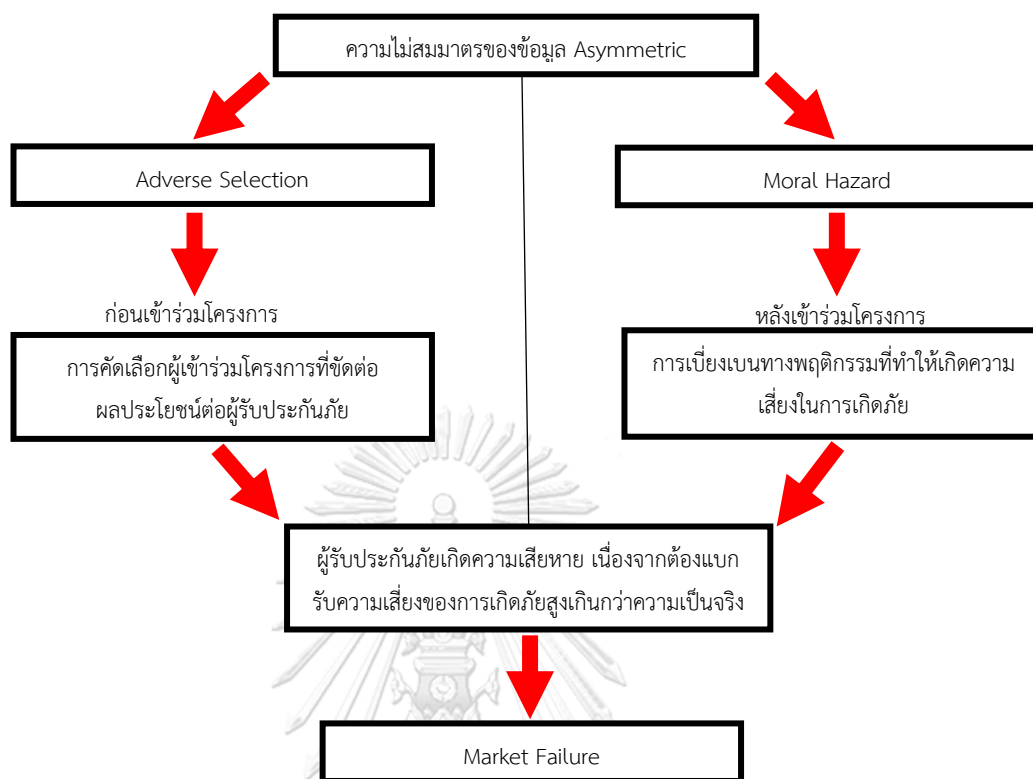 ความไม่สมมาตรของข้อมูล Asymmetric
Adverse Selection
Moral Hazard
ก่อนเข้าร่วมโครงการ
หลังเข้าร่วมโครงการ
การคัดเลือกผู้เข้าร่วมโครงการที่ขัดต่อ
ผลประโยชน์ต่อผู้รับประกันภัย
การเบี่ยงเบนทางพฤติกรรมที่ทำให้เกิดความ
เสี่ยงในการเกิดภัย
ผู้รับประกันภัยเกิดความเสียหาย เนื่องจากต้องแบก
รับความเสี่ยงของการเกิดภัยสูงเกินกว่าความเป็นจริง
Market Failure